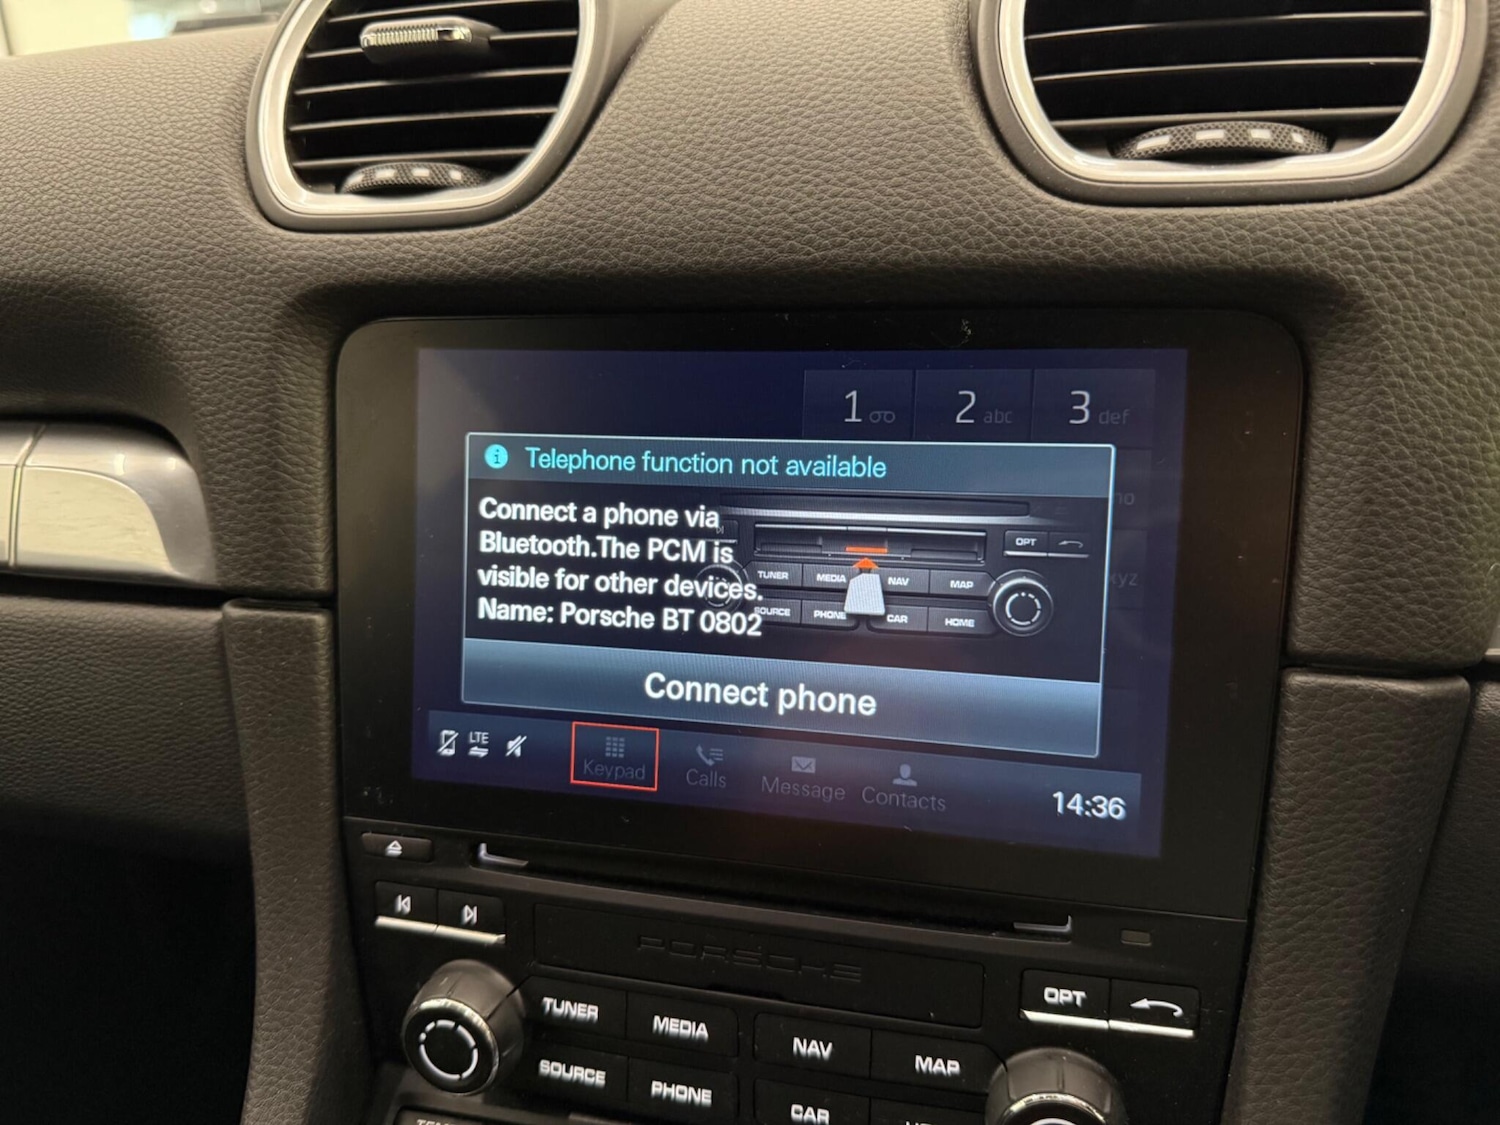 1 2 abc 3 def
Telephone function not available
Connect a phone via
Bluetooth.The PCM is
visible for other devices.
Name: Porsche BT 0802
OPT
TUNER MEDIA NAV MAP
SOURCE PHONE CAR HOME
Connect phone
LTE
Keypad Calls Message Contacts
14:36
PORSCHE
TUNER MEDIA NAV MAP OPT
SOURCE PHONE CAR